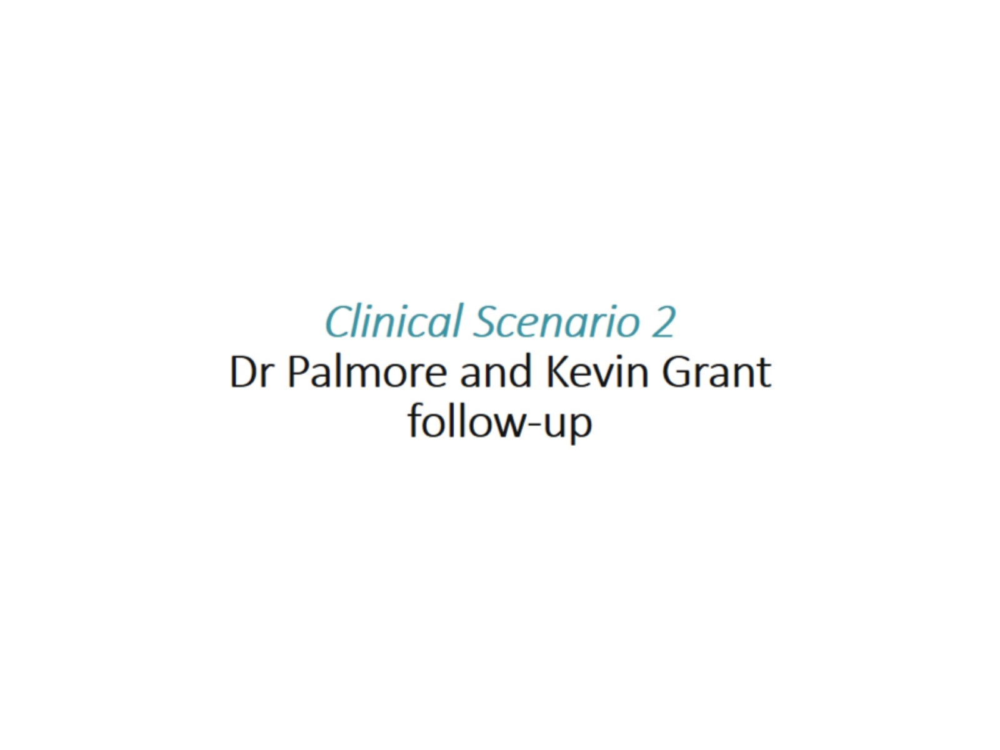 Clinical Scenario 2
Dr Palmore and Kevin Grant
follow-up